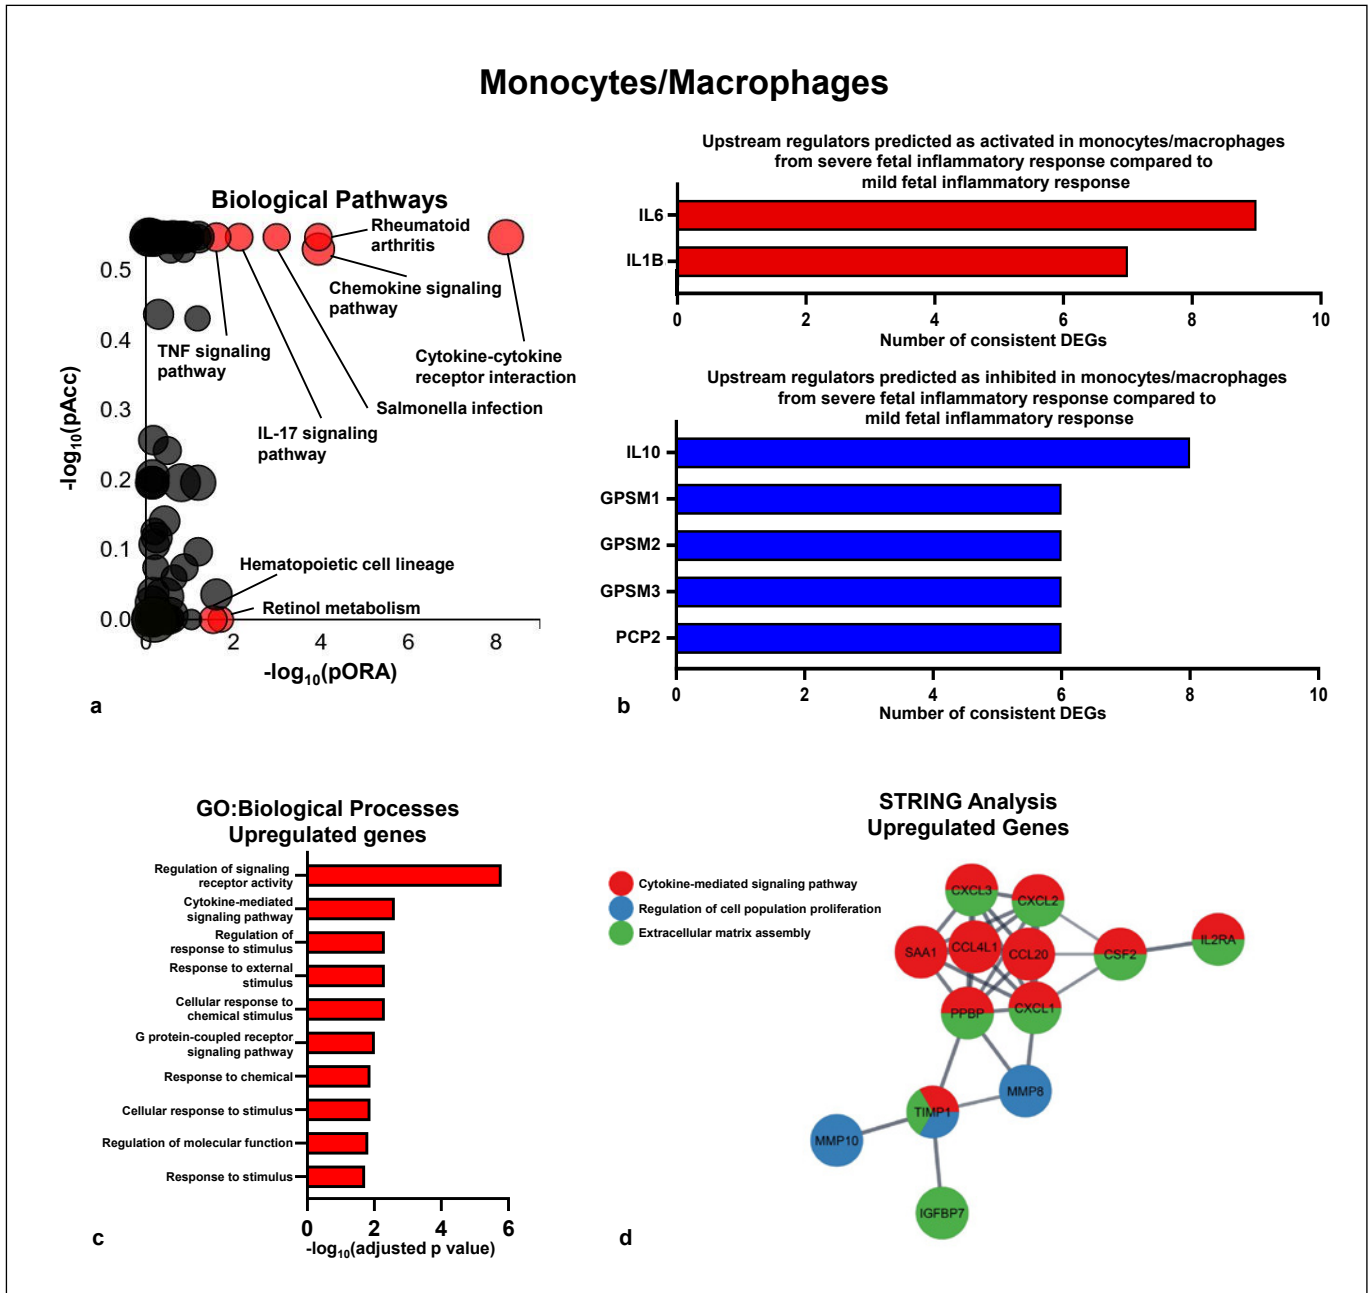 Monocytes/Macrophages
Biological Pathways
Rheumatoid
arthritis
Chemokine signaling
pathway
TNF signaling
pathway
Cytokine-cytokine
receptor interaction
Salmonella infection
IL-17 signaling
pathway
Hematopoietic cell lineage
Retinol metabolism
-log10(pAcc)
0.5
0.4
0.3
0.2
0.1
0.0
0 2 4 6 8
-log10(pORA)
a
Upstream regulators predicted as activated in monocytes/macrophages
from severe fetal inflammatory response compared to
mild fetal inflammatory response
IL6
IL1B
0 2 4 6 8 10
Number of consistent DEGs
Upstream regulators predicted as inhibited in monocytes/macrophages
from severe fetal inflammatory response compared to
mild fetal inflammatory response
IL10
GPSM1
GPSM2
GPSM3
PCP2
0 2 4 6 8 10
Number of consistent DEGs
b
GO:Biological Processes
Upregulated genes
Regulation of signaling
receptor activity
Cytokine-mediated
signaling pathway
Regulation of
response to stimulus
Response to external
stimulus
Cellular response to
chemical stimulus
G protein-coupled receptor
signaling pathway
Response to chemical
Cellular response to stimulus
Regulation of molecular function
Response to stimulus
0 2 4 6
-log10(adjusted p value)
c
STRING Analysis
Upregulated Genes
Cytokine-mediated signaling pathway
Regulation of cell population proliferation
Extracellular matrix assembly
CXCL3
CXCL2
SAA1
CCL4L1
CCL20
CSF2
IL2RA
PPBP
CXCL1
MMP8
TIMP1
MMP10
IGFBP7
d